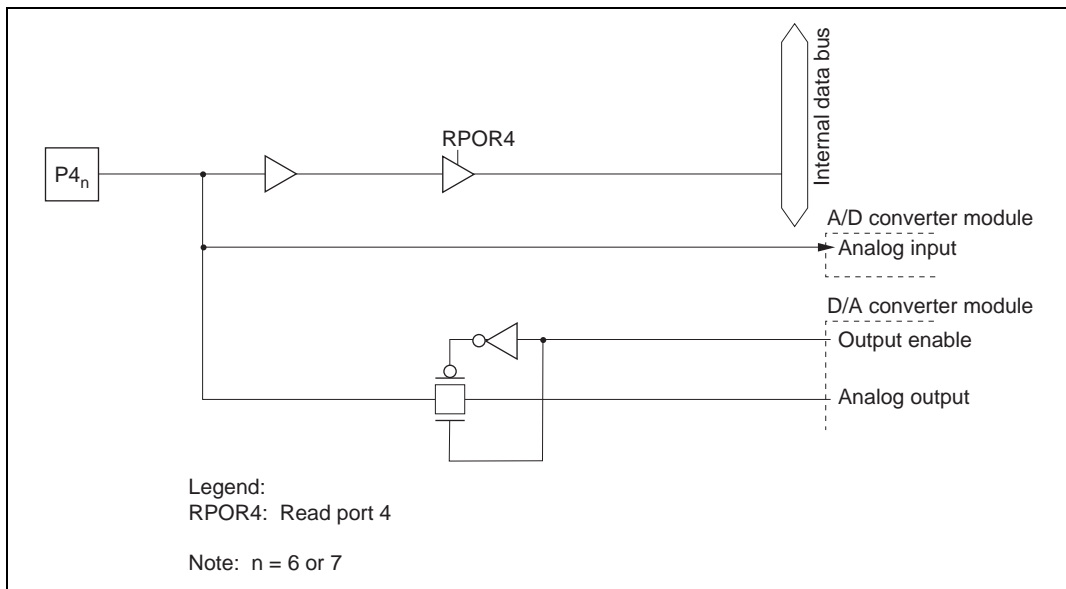 RPOR4
P4n
Internal data bus
A/D converter module
Analog input
D/A converter module
Output enable
Analog output
Legend:
RPOR4: Read port 4
Note: n = 6 or 7